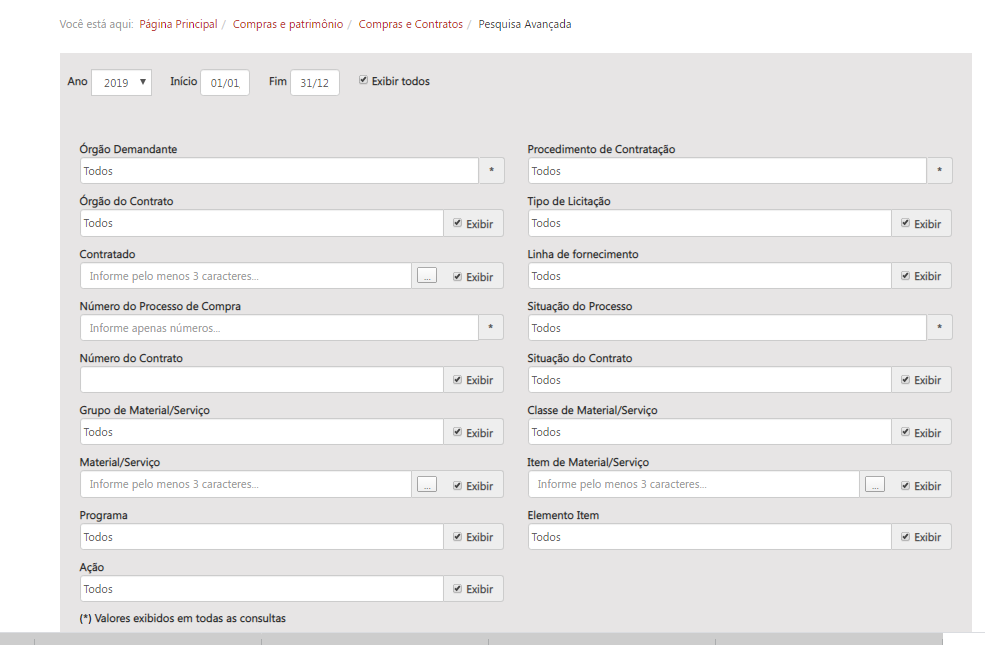 Você está aqui: Página Principal / Compras e patrimônio / Compras e Contratos / Pesquisa Avançada
Ano 2019 Início 01/01 Fim 31/12 Exibir todos
Órgão Demandante Procedimento de Contratação
Todos * Todos *
Órgão do Contrato Tipo de Licitação
Todos Exibir Todos Exibir
Contratado Linha de fornecimento
Informe pelo menos 3 caracteres... ... Exibir Todos Exibir
Número do Processo de Compra Situação do Processo
Informe apenas números... * Todos *
Número do Contrato Situação do Contrato
Exibir Todos Exibir
Grupo de Material/Serviço Classe de Material/Serviço
Todos Exibir Todos Exibir
Material/Serviço Item de Material/Serviço
Informe pelo menos 3 caracteres... ... Exibir Informe pelo menos 3 caracteres... ... Exibir
Programa Elemento Item
Todos Exibir Todos Exibir
Ação
Todos Exibir
(*) Valores exibidos em todas as consultas